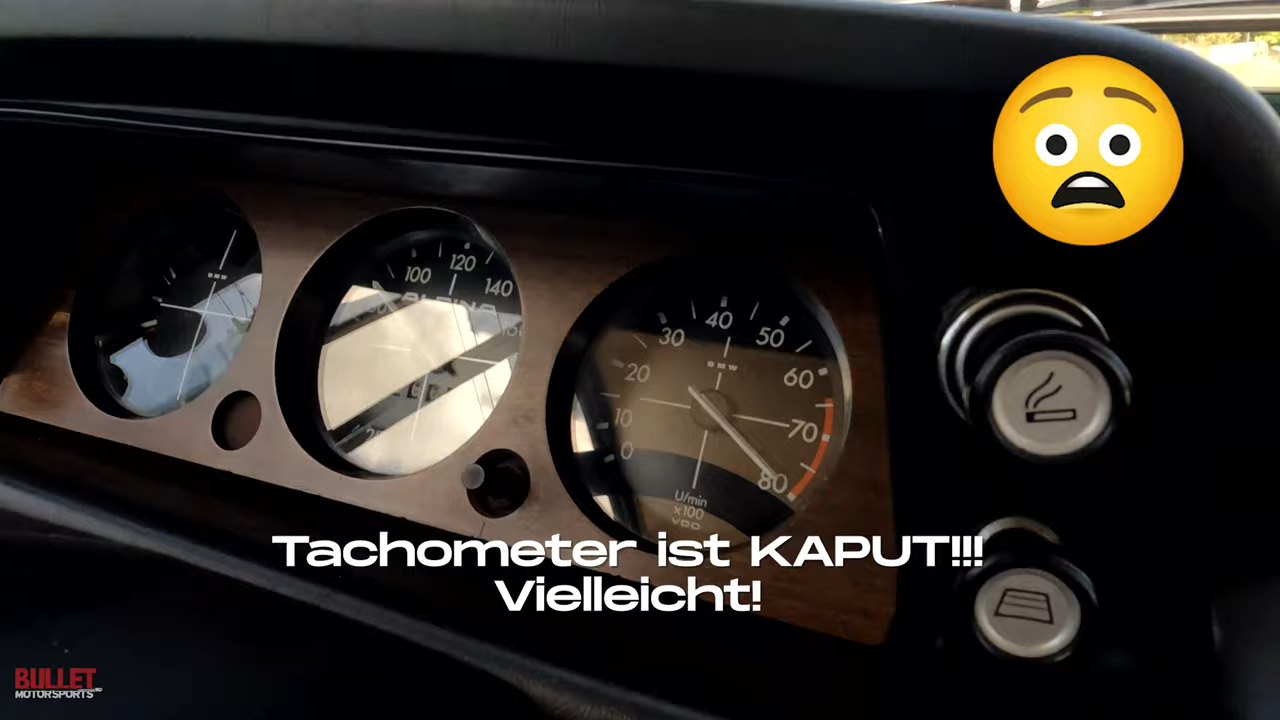 100
120
140
ALPINA
0
10
20
30
40
50
60
70
80
U/min
x100
VDO
Tachometer ist KAPUT!!!
Vielleicht!
BULLET
MOTORSPORTS